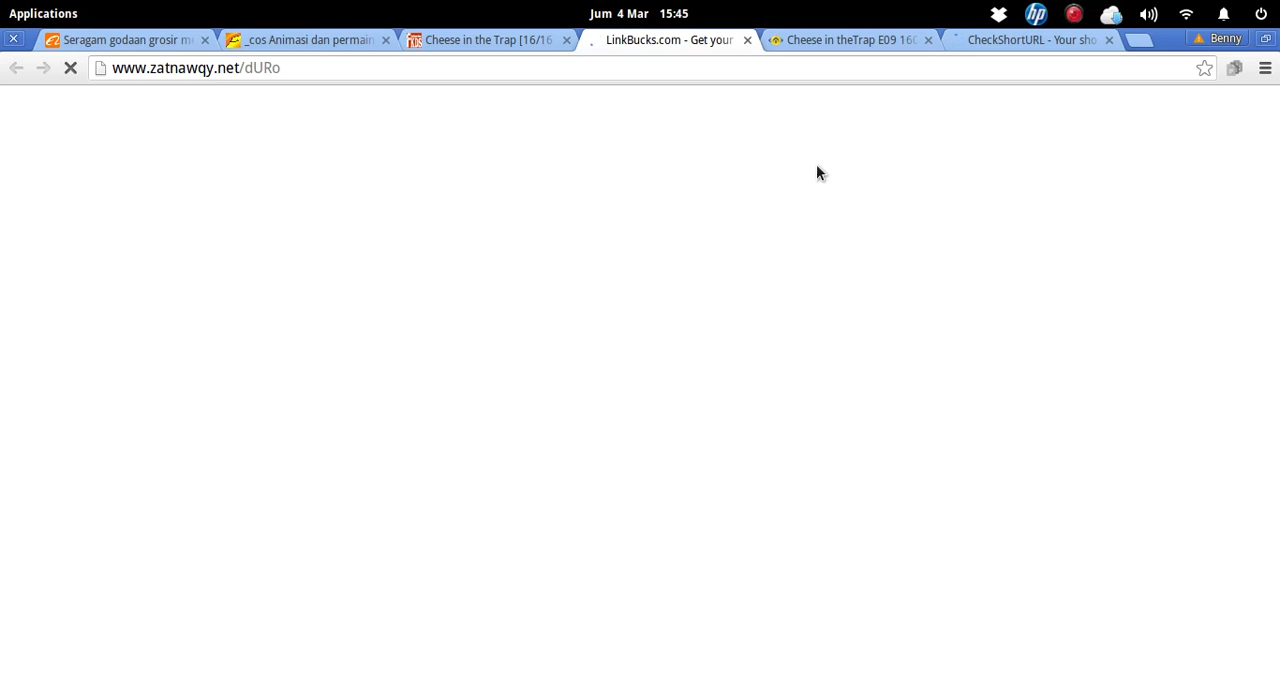 Applications Jum 4 Mar 15:45
Seragam godaan grosir m _cos Animasi dan permain Cheese in the Trap [16/16 LinkBucks.com - Get your Cheese in theTrap E09 160 CheckShortURL - Your sho Benny
www.zatnawqy.net/dURo